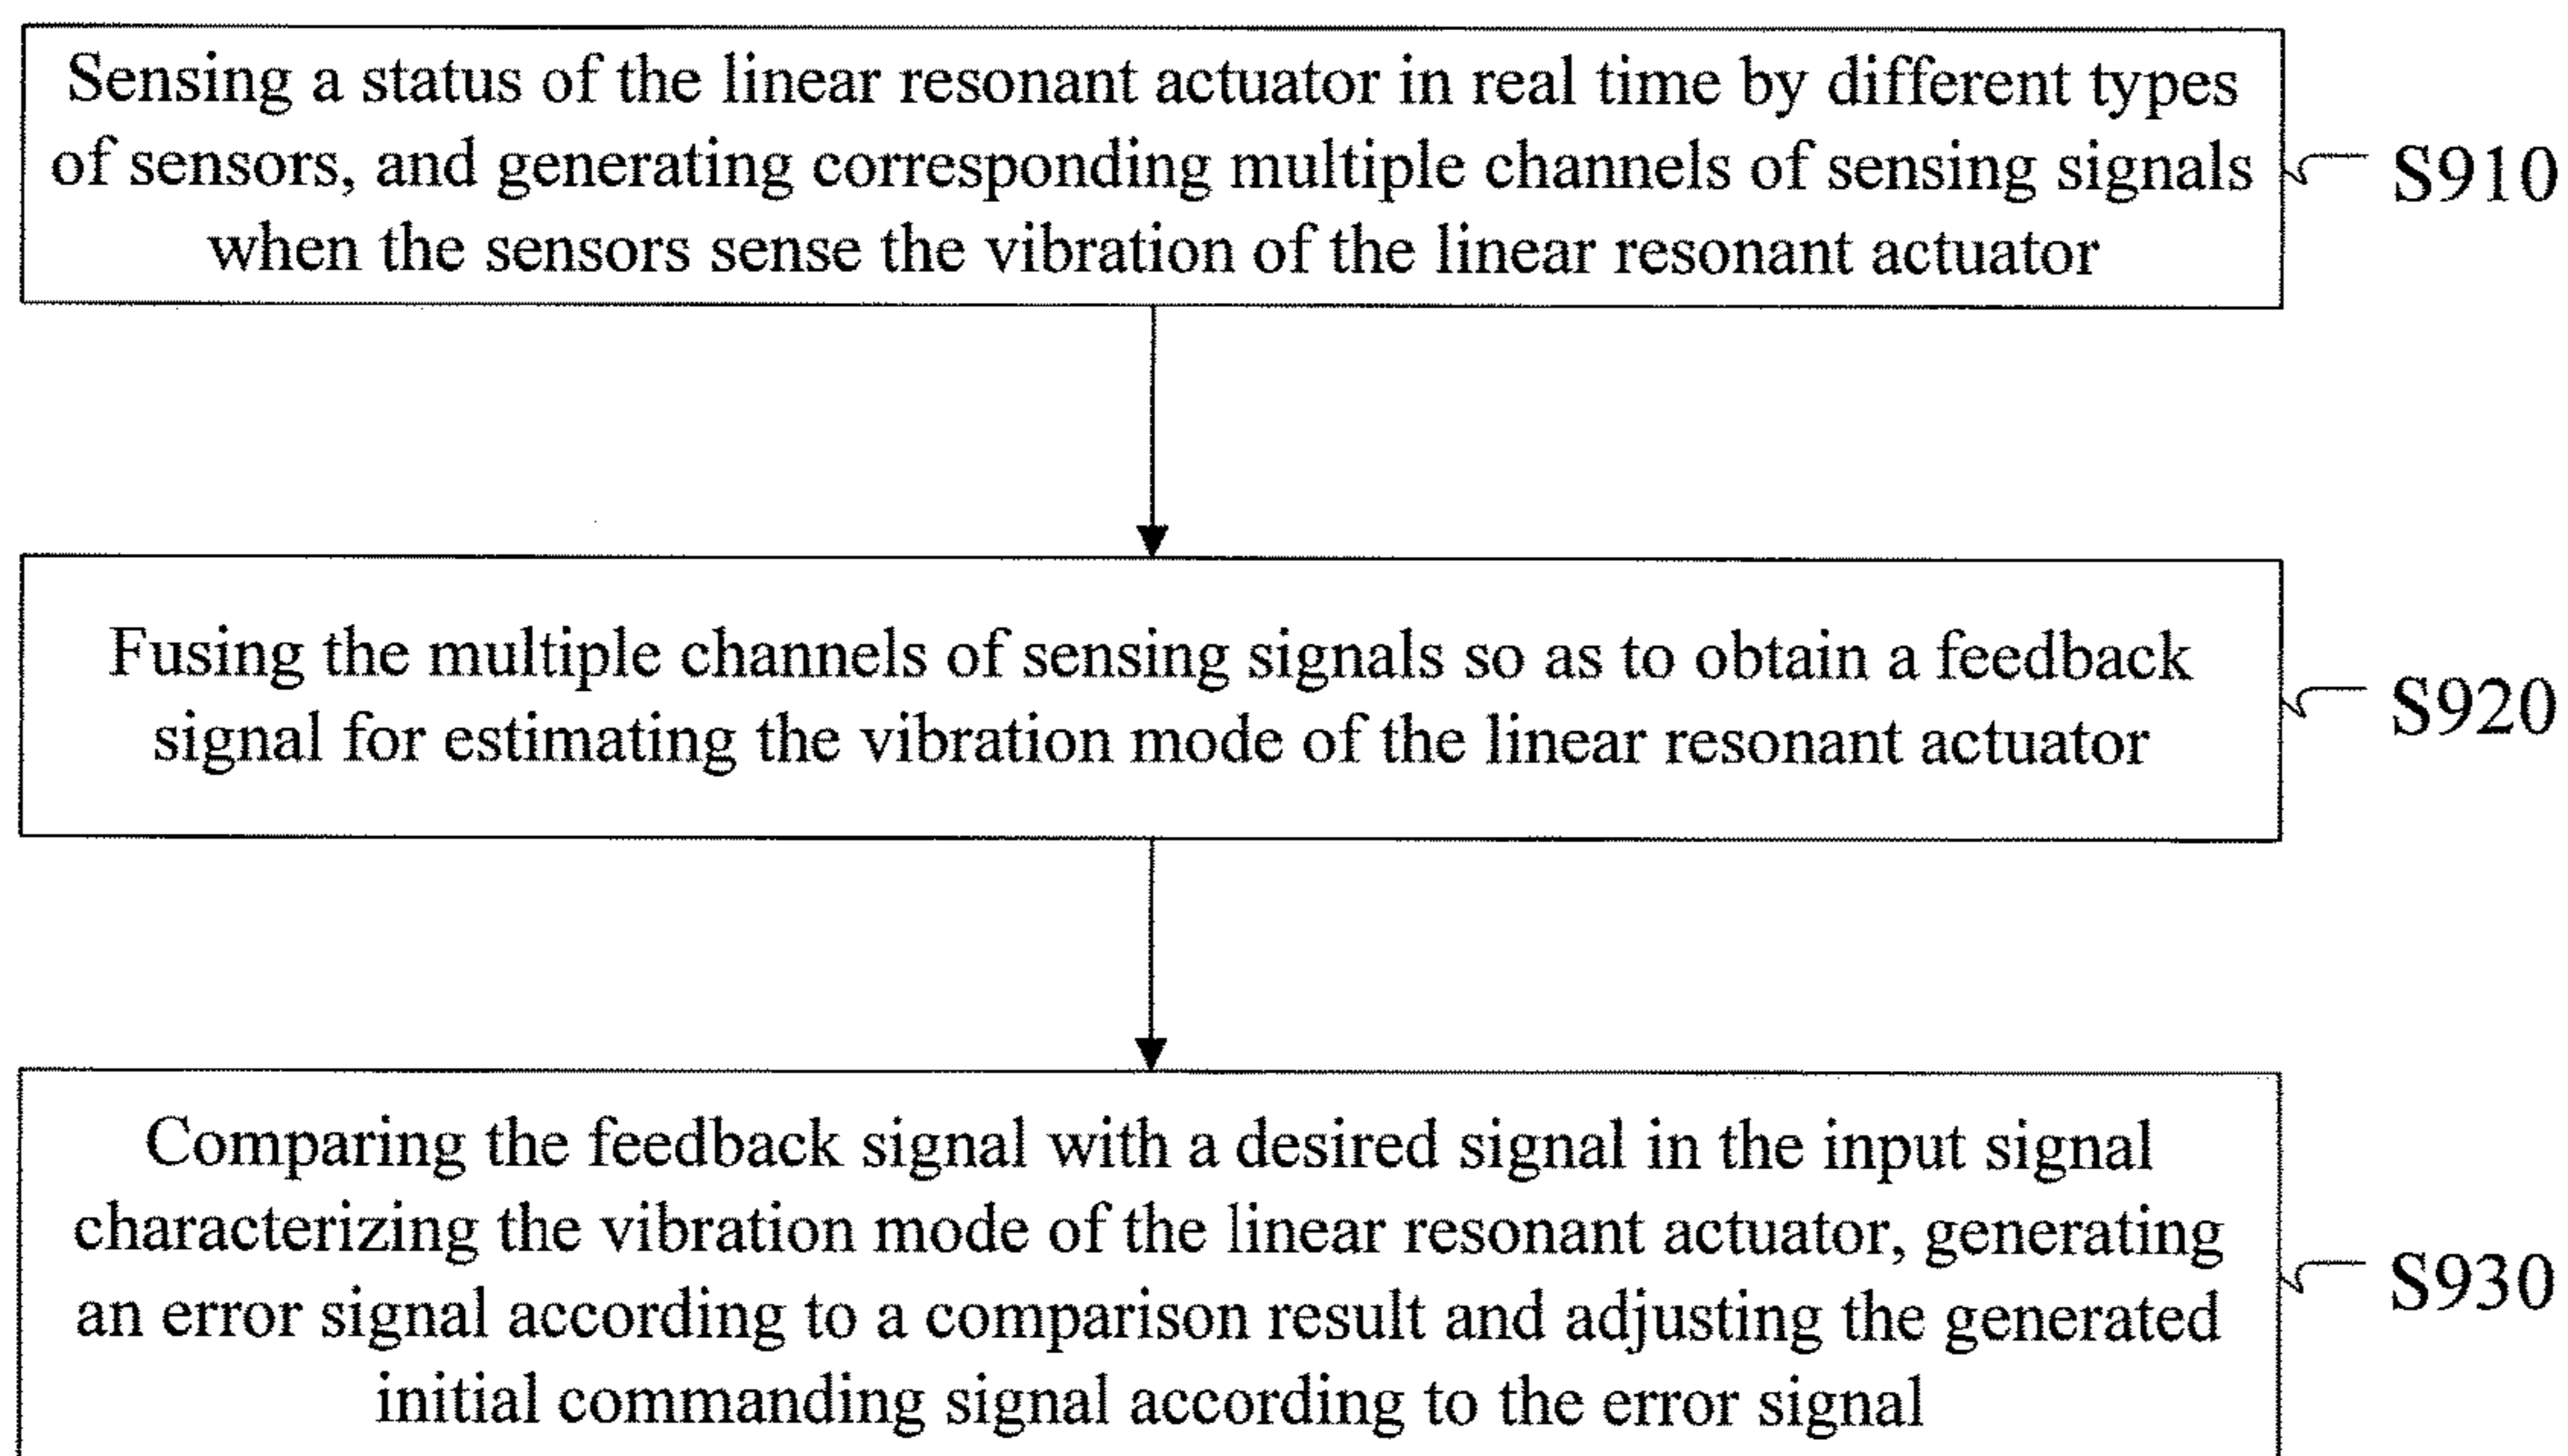 Sensing a status of the linear resonant actuator in real time by different types
of sensors, and generating corresponding multiple channels of sensing signals
when the sensors sense the vibration of the linear resonant actuator
S910
Fusing the multiple channels of sensing signals so as to obtain a feedback
signal for estimating the vibration mode of the linear resonant actuator
S920
Comparing the feedback signal with a desired signal in the input signal
characterizing the vibration mode of the linear resonant actuator, generating
an error signal according to a comparison result and adjusting the generated
initial commanding signal according to the error signal
S930